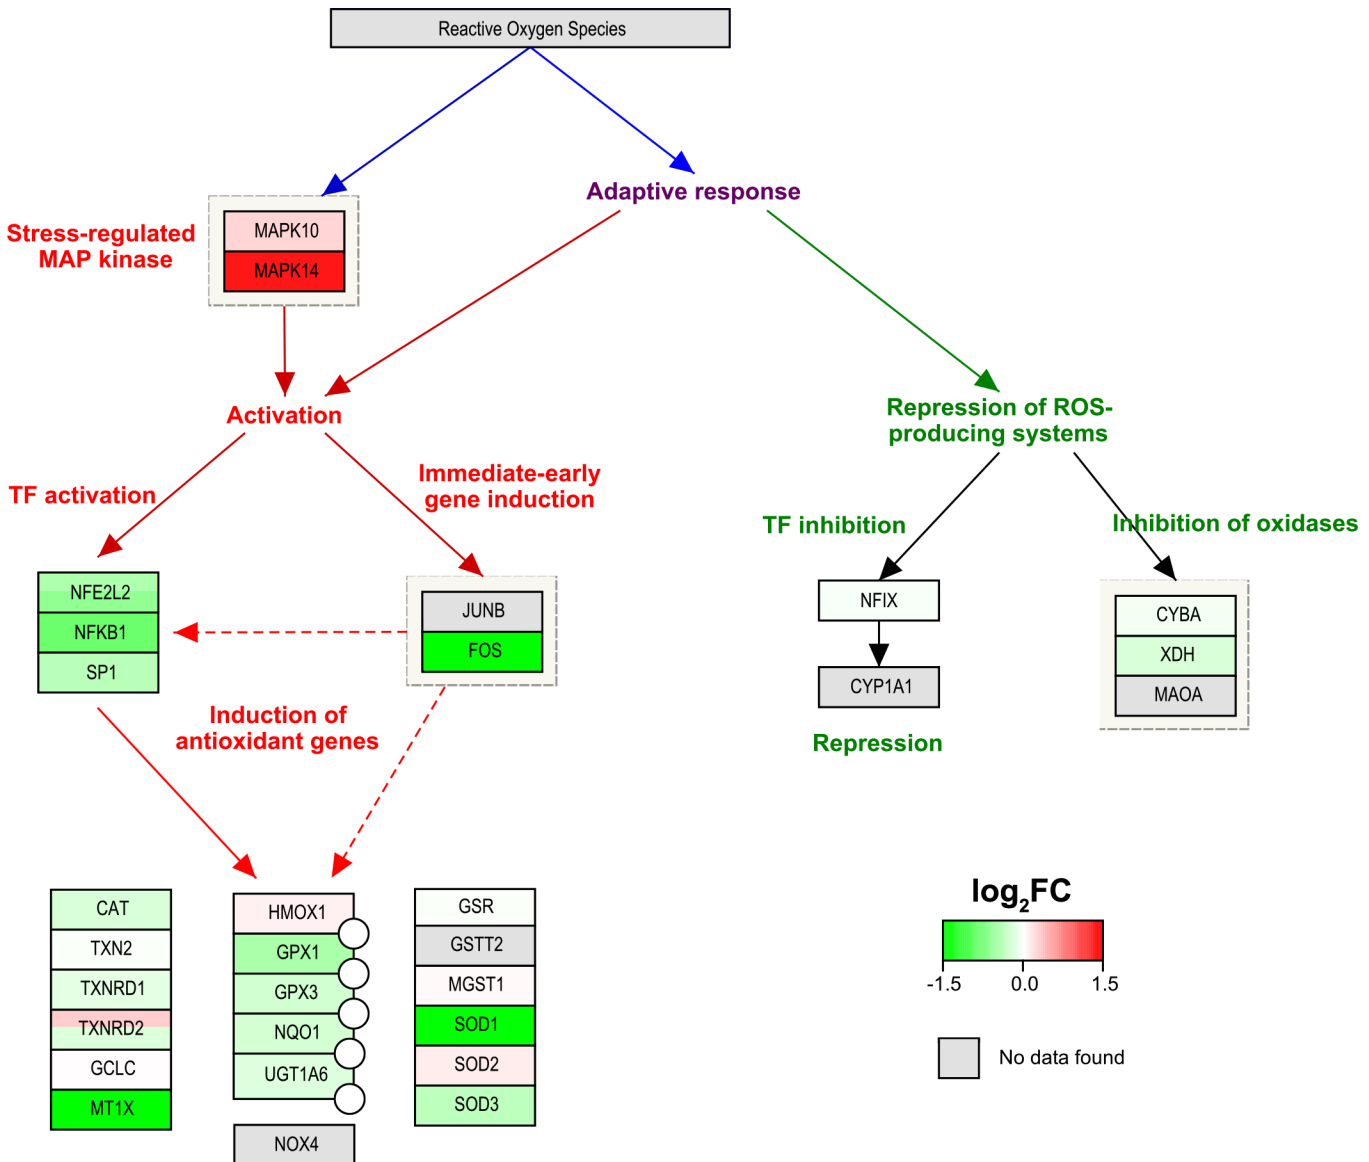 Reactive Oxygen Species
Adaptive response
Stress-regulated
MAP kinase
MAPK10
MAPK14
Activation
Repression of ROS-
producing systems
TF activation
Immediate-early
gene induction
TF inhibition
Inhibition of oxidases
NFE2L2
NFKB1
SP1
JUNB
FOS
NFIX
CYP1A1
Repression
CYBA
XDH
MAOA
Induction of
antioxidant genes
CAT
TXN2
TXNRD1
TXNRD2
GCLC
MT1X
HMOX1
GPX1
GPX3
NQO1
UGT1A6
NOX4
GSR
GSTT2
MGST1
SOD1
SOD2
SOD3
log₂FC
-1.5 0.0 1.5
No data found